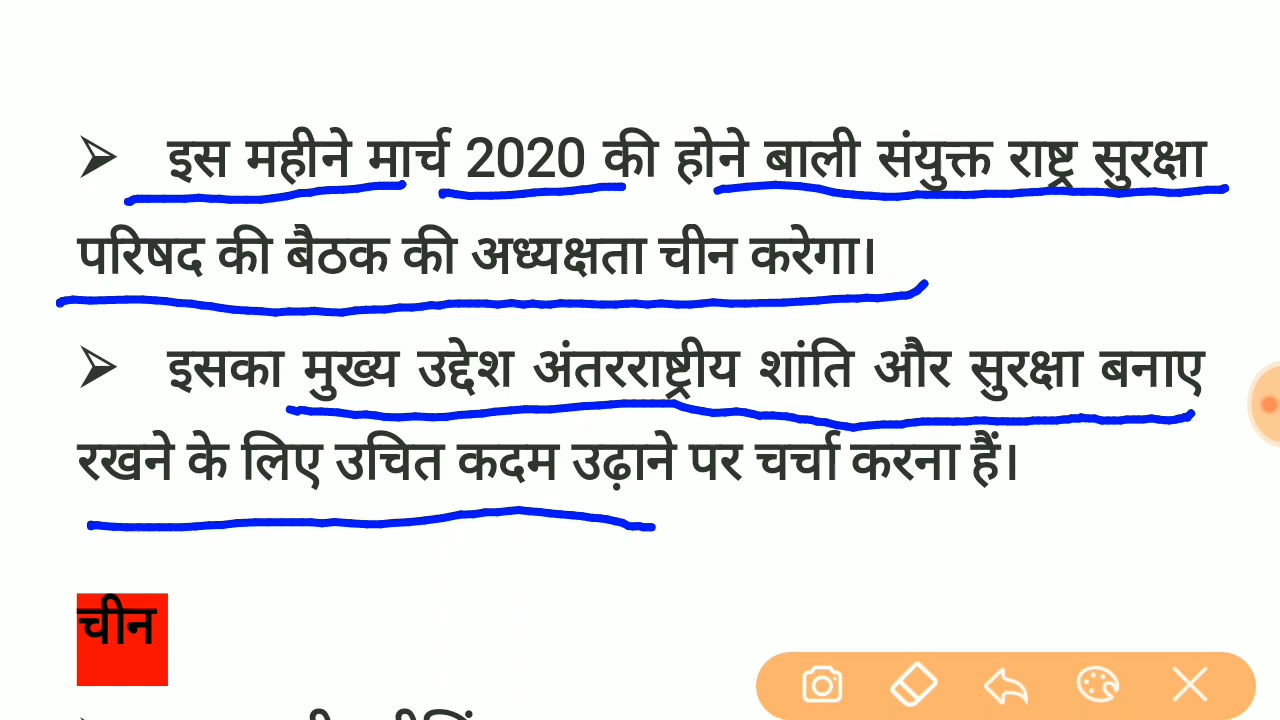 ➢ इस महीने मार्च 2020 की होने बाली संयुक्त राष्ट्र सुरक्षा
परिषद की बैठक की अध्यक्षता चीन करेगा।
➢ इसका मुख्य उद्देश अंतरराष्ट्रीय शांति और सुरक्षा बनाए
रखने के लिए उचित कदम उढ़ाने पर चर्चा करना हैं।
चीन